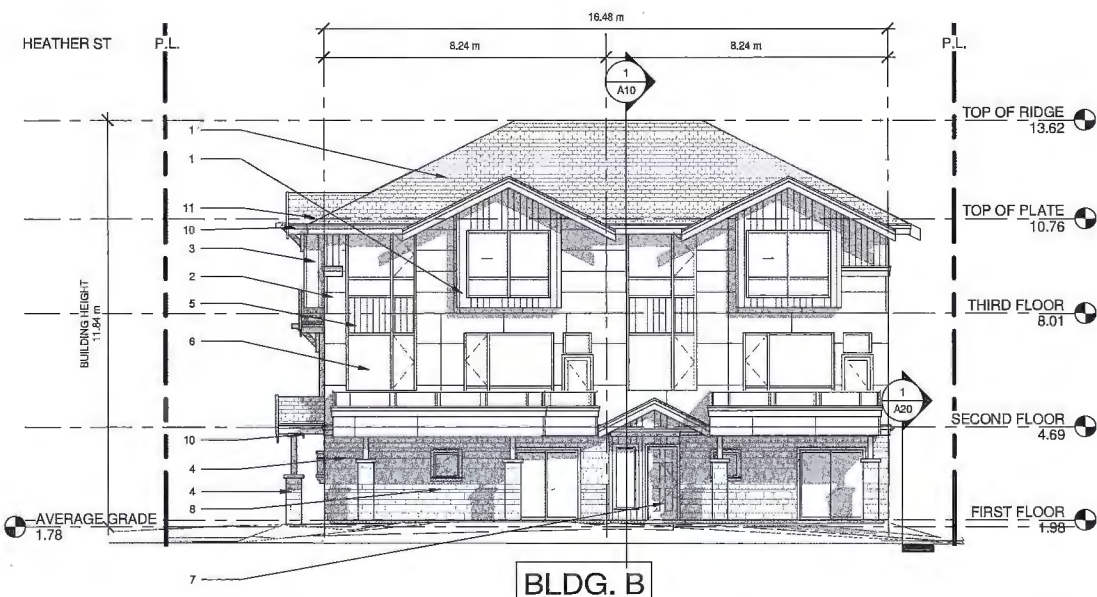 16.48 m
HEATHER ST
P.L.
8.24 m
8.24 m
P.L.
1
A10
TOP OF RIDGE
13.62
1
1
11
10
3
2
5
6
TOP OF PLATE
10.76
BUILDING HEIGHT
11.84 m
THIRD FLOOR
8.01
1
A20
SECOND FLOOR
4.69
10
4
4
8
AVERAGE GRADE
1.78
FIRST FLOOR
1.98
7
BLDG. B